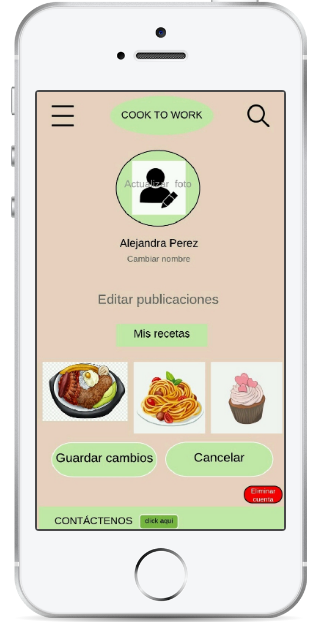 COOK TO WORK
Actualizar foto
Alejandra Perez
Cambiar nombre
Editar publicaciones
Mis recetas
Guardar cambios
Cancelar
Eliminar
cuenta
CONTÁCTENOS
click aqui